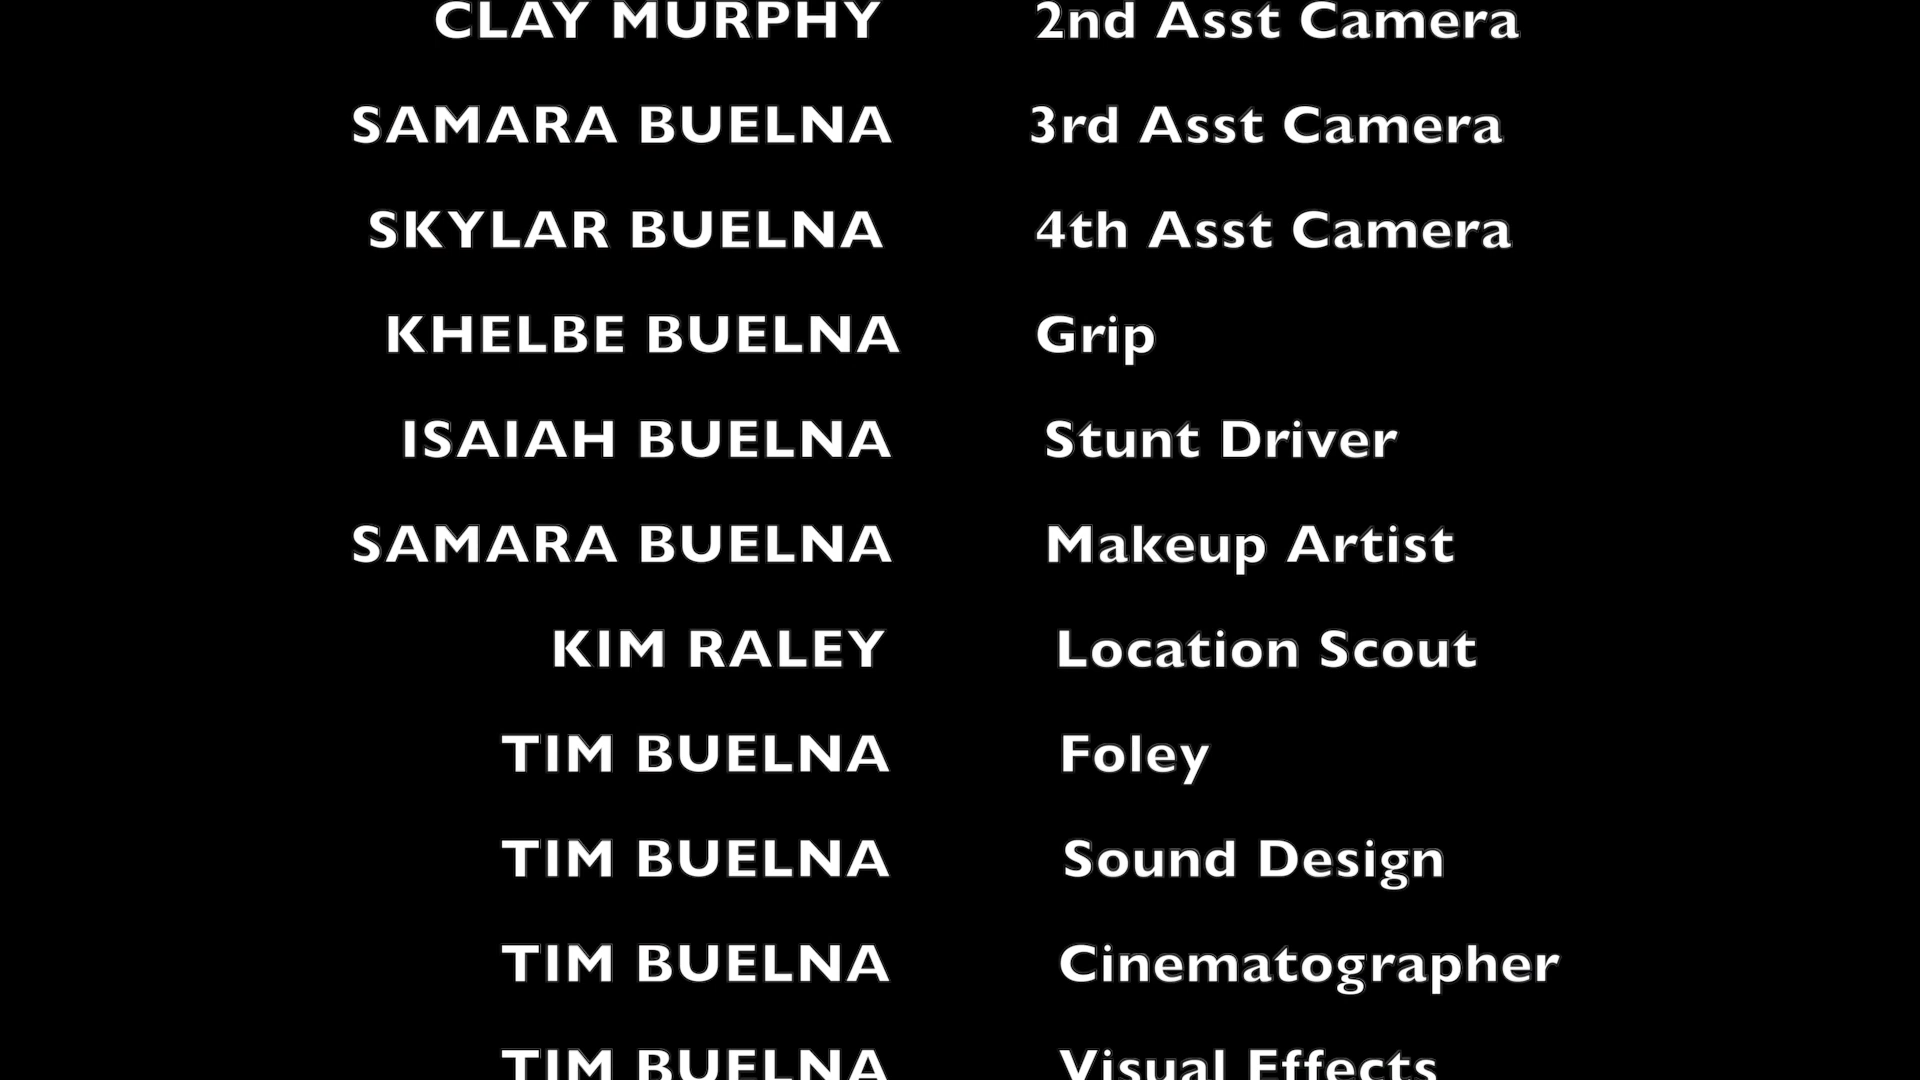 CLAY MURPHY 2nd Asst Camera
SAMARA BUELNA 3rd Asst Camera
SKYLAR BUELNA 4th Asst Camera
KHELBE BUELNA Grip
ISAIAH BUELNA Stunt Driver
SAMARA BUELNA Makeup Artist
KIM RALEY Location Scout
TIM BUELNA Foley
TIM BUELNA Sound Design
TIM BUELNA Cinematographer
TIM BUELNA Visual Effects